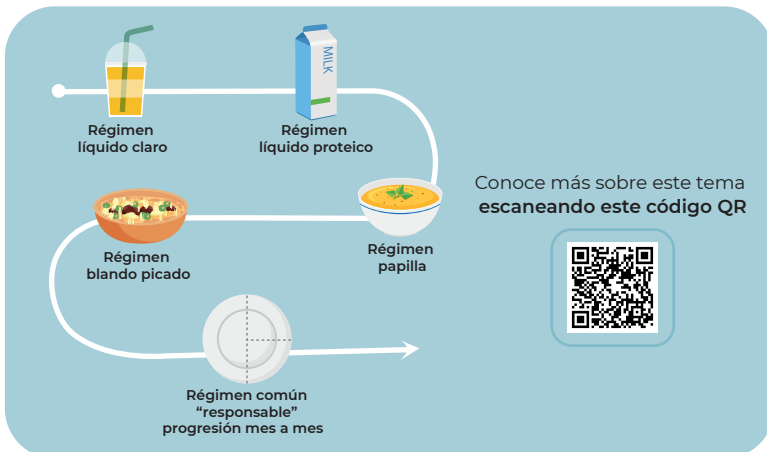 MILK
Régimen
líquido claro
Régimen
líquido proteico
Régimen
papilla
Régimen
blando picado
Régimen común
“responsable”
progresión mes a mes
Conoce más sobre este tema
escaneando este código QR